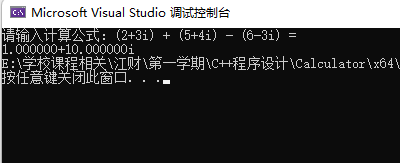 Microsoft Visual Studio 调试控制台
请输入计算公式: (2+3i) + (5+4i) - (6-3i) =
1.000000+10.000000i
E:\学校课程相关\江财\第一学期\C++程序设计\Calculator\x64\
按任意键关闭此窗口. . .